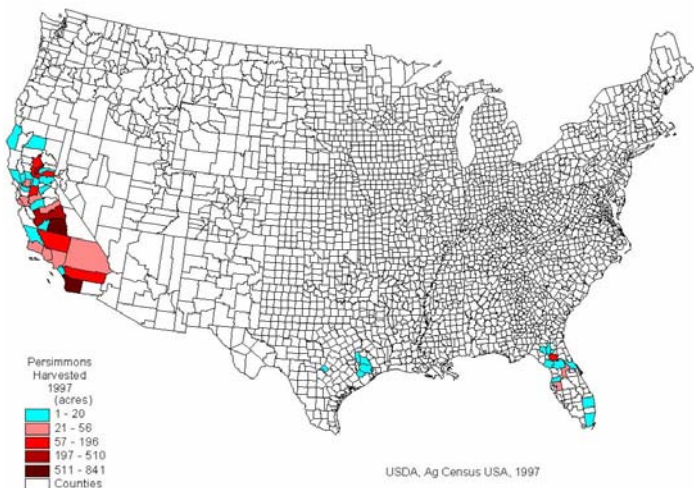 Persimmons
Harvested
1997
(acres)
1 - 20
21 - 56
57 - 196
197 - 510
511 - 841
Counties
USDA, Ag Census USA, 1997